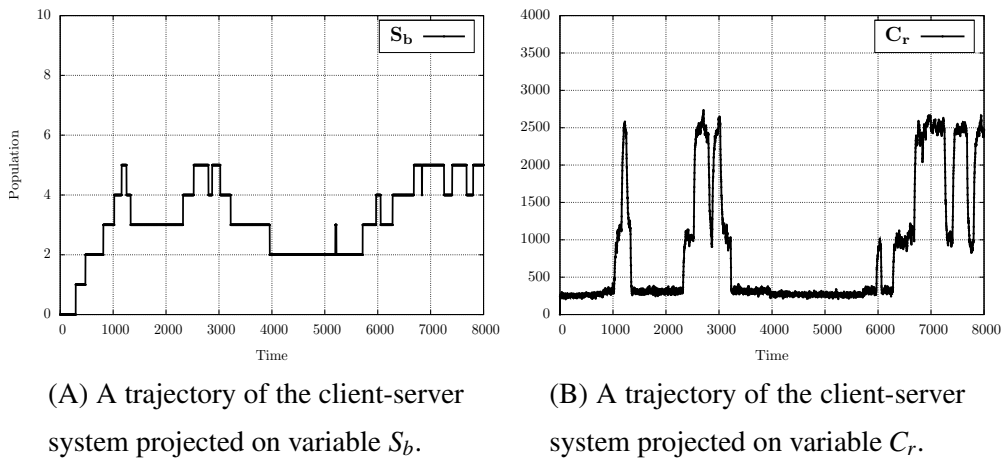 10
8
6
4
2
0
Population
0 1000 2000 3000 4000 5000 6000 7000 8000
Time
S_b
4000
3500
3000
2500
2000
1500
1000
500
0
0 1000 2000 3000 4000 5000 6000 7000 8000
Time
C_r
(A) A trajectory of the client-server
system projected on variable S_b.
(B) A trajectory of the client-server
system projected on variable C_r.